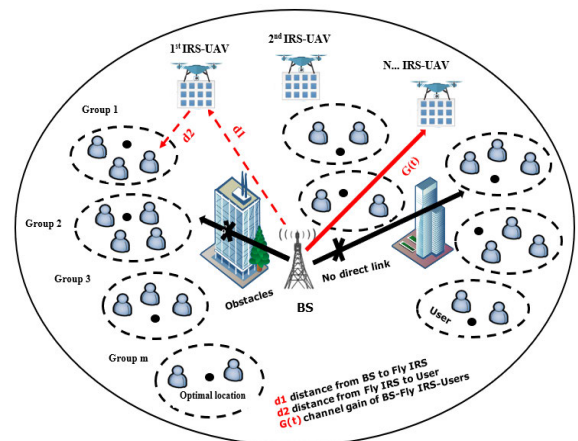 1st IRS-UAV
2nd IRS-UAV
N... IRS-UAV
Group 1
d2
d1
G(t)
Group 2
Obstacles
No direct link
BS
Group 3
User
Group m
Optimal location
d1 distance from BS to Fly IRS
d2 distance from Fly IRS to User
G(t) channel gain of BS-Fly IRS-Users